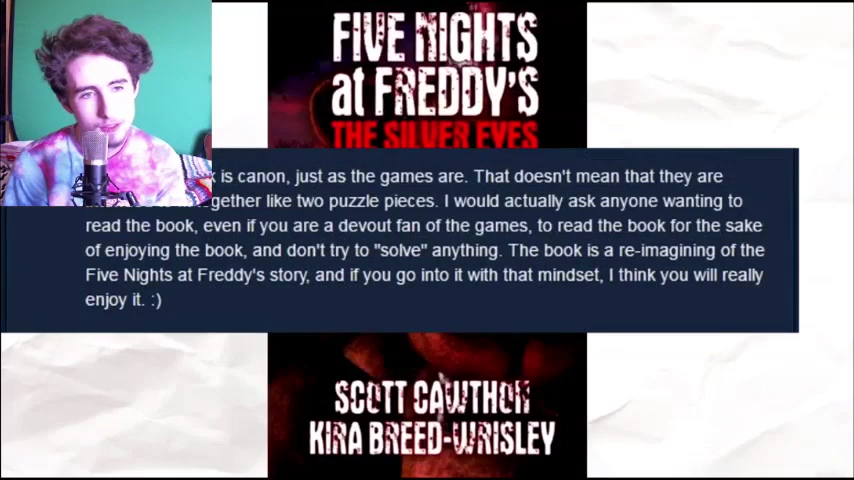 FIVE NIGHTS
at FREDDY'S
THE SILVER EYES
is canon, just as the games are. That doesn't mean that they are
together like two puzzle pieces. I would actually ask anyone wanting to
read the book, even if you are a devout fan of the games, to read the book for the sake
of enjoying the book, and don't try to "solve" anything. The book is a re-imagining of the
Five Nights at Freddy's story, and if you go into it with that mindset, I think you will really
enjoy it. :)
SCOTT CAWTHON
KIRA BREED-WRISLEY